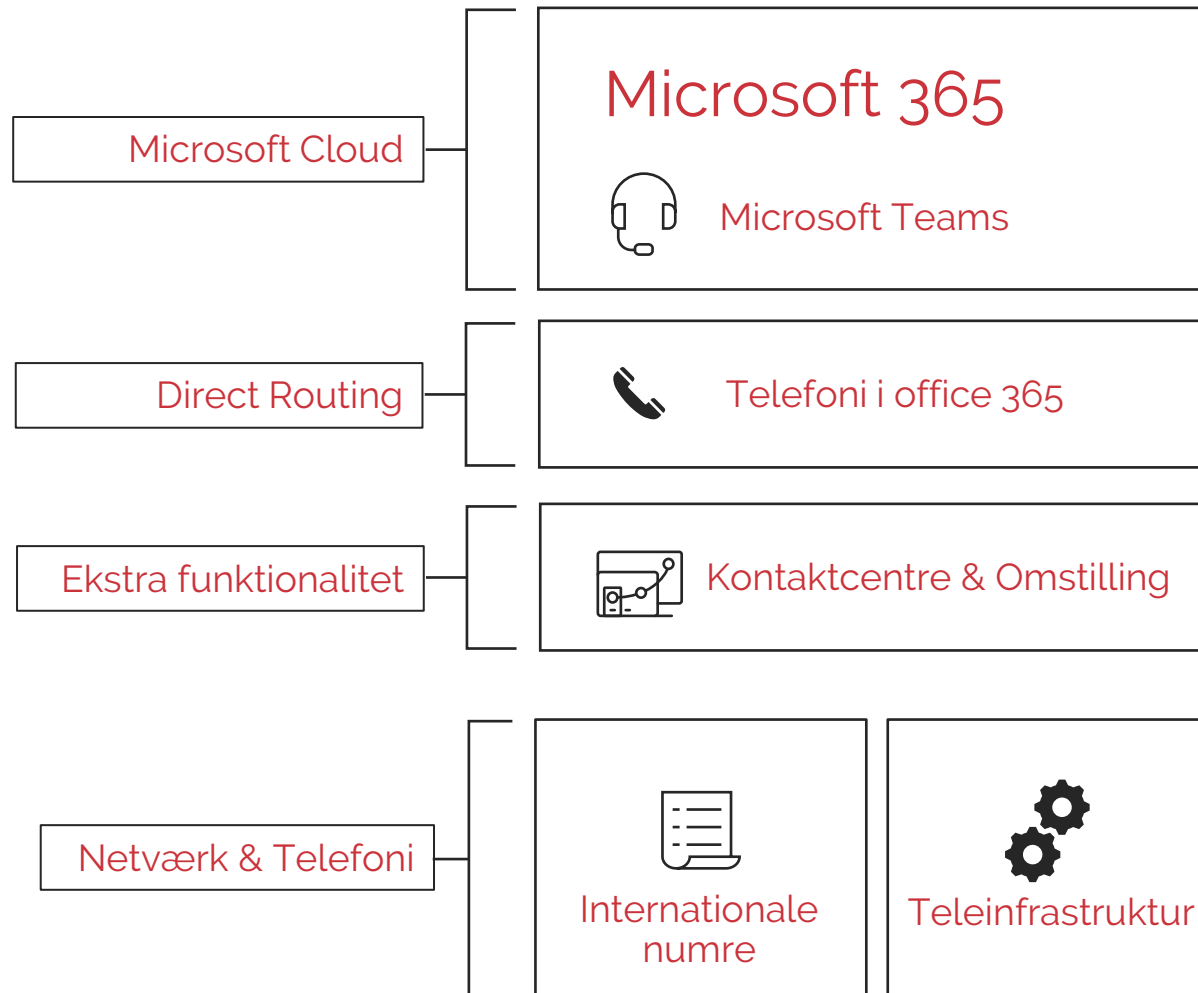 Microsoft Cloud
Microsoft 365
Microsoft Teams
Direct Routing
Telefoni i office 365
Ekstra funktionalitet
Kontaktcentre & Omstilling
Netværk & Telefoni
Internationale
numre
Teleinfrastruktur